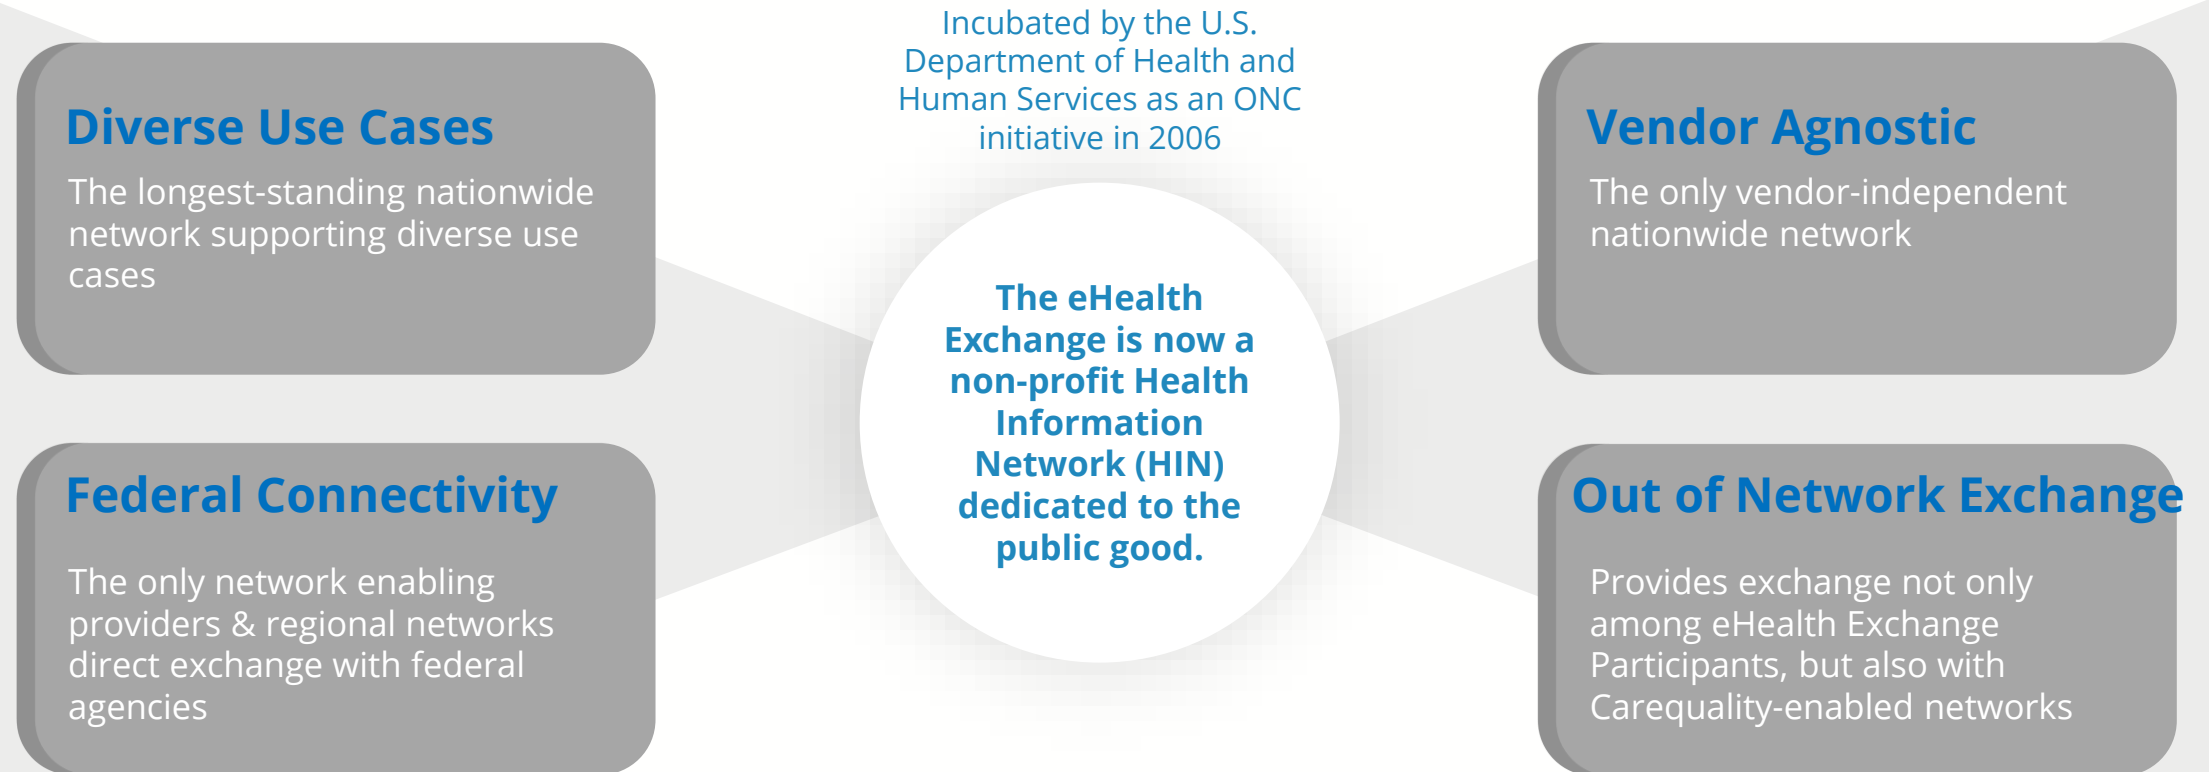 Incubated by the U.S.
Department of Health and
Human Services as an ONC
initiative in 2006
Diverse Use Cases
The longest-standing nationwide
network supporting diverse use
cases
Vendor Agnostic
The only vendor-independent
nationwide network
The eHealth
Exchange is now a
non-profit Health
Information
Network (HIN)
dedicated to the
public good.
Federal Connectivity
The only network enabling
providers & regional networks
direct exchange with federal
agencies
Out of Network Exchange
Provides exchange not only
among eHealth Exchange
Participants, but also with
Carequality-enabled networks